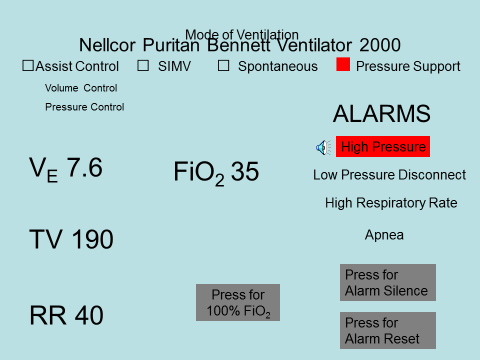 Mode of Ventilation
Nellcor Puritan Bennett Ventilator 2000
Assist Control SIMV Spontaneous Pressure Support
Volume Control
Pressure Control
ALARMS
High Pressure
VE 7.6 FiO2 35
Low Pressure Disconnect
High Respiratory Rate
TV 190
Apnea
Press for
Alarm Silence
Press for
100% FiO2
RR 40
Press for
Alarm Reset